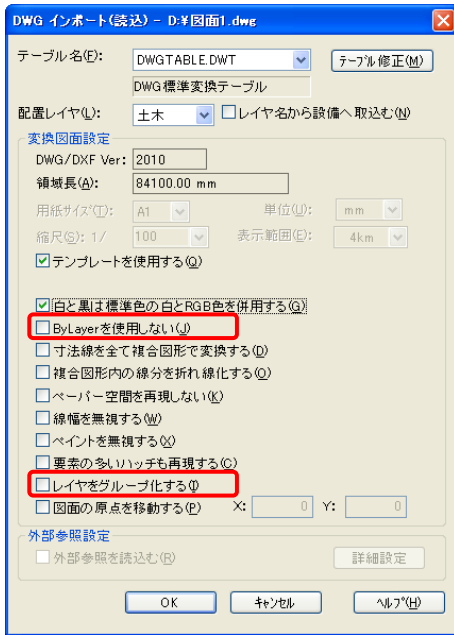 DWG インポート(読込) - D:¥図面1.dwg
テーブル名(F): DWGTABLE.DWT テーブル修正(M)
DWG標準変換テーブル
配置レイヤ(L): 土木 レイヤ名から設備へ取込む(N)
変換図面設定
DWG/DXF Ver: 2010
領域長(A): 84100.00 mm
用紙サイズ(T): A1 単位(U): mm
縮尺(S): 1/ 100 表示範囲(E): 4km
テンプレートを使用する(Q)
白と黒は標準色の白とRGB色を併用する(G)
ByLayerを使用しない(J)
寸法線を全て複合図形で変換する(D)
複合図形内の線分を折れ線化する(O)
ペーパー空間を再現しない(K)
線幅を無視する(W)
ペイントを無視する(X)
要素の多いハッチも再現する(C)
レイヤをグループ化する(I)
図面の原点を移動する(P) X: 0 Y: 0
外部参照設定
外部参照を読込む(R) 詳細設定
OK キャンセル ヘルプ(H)